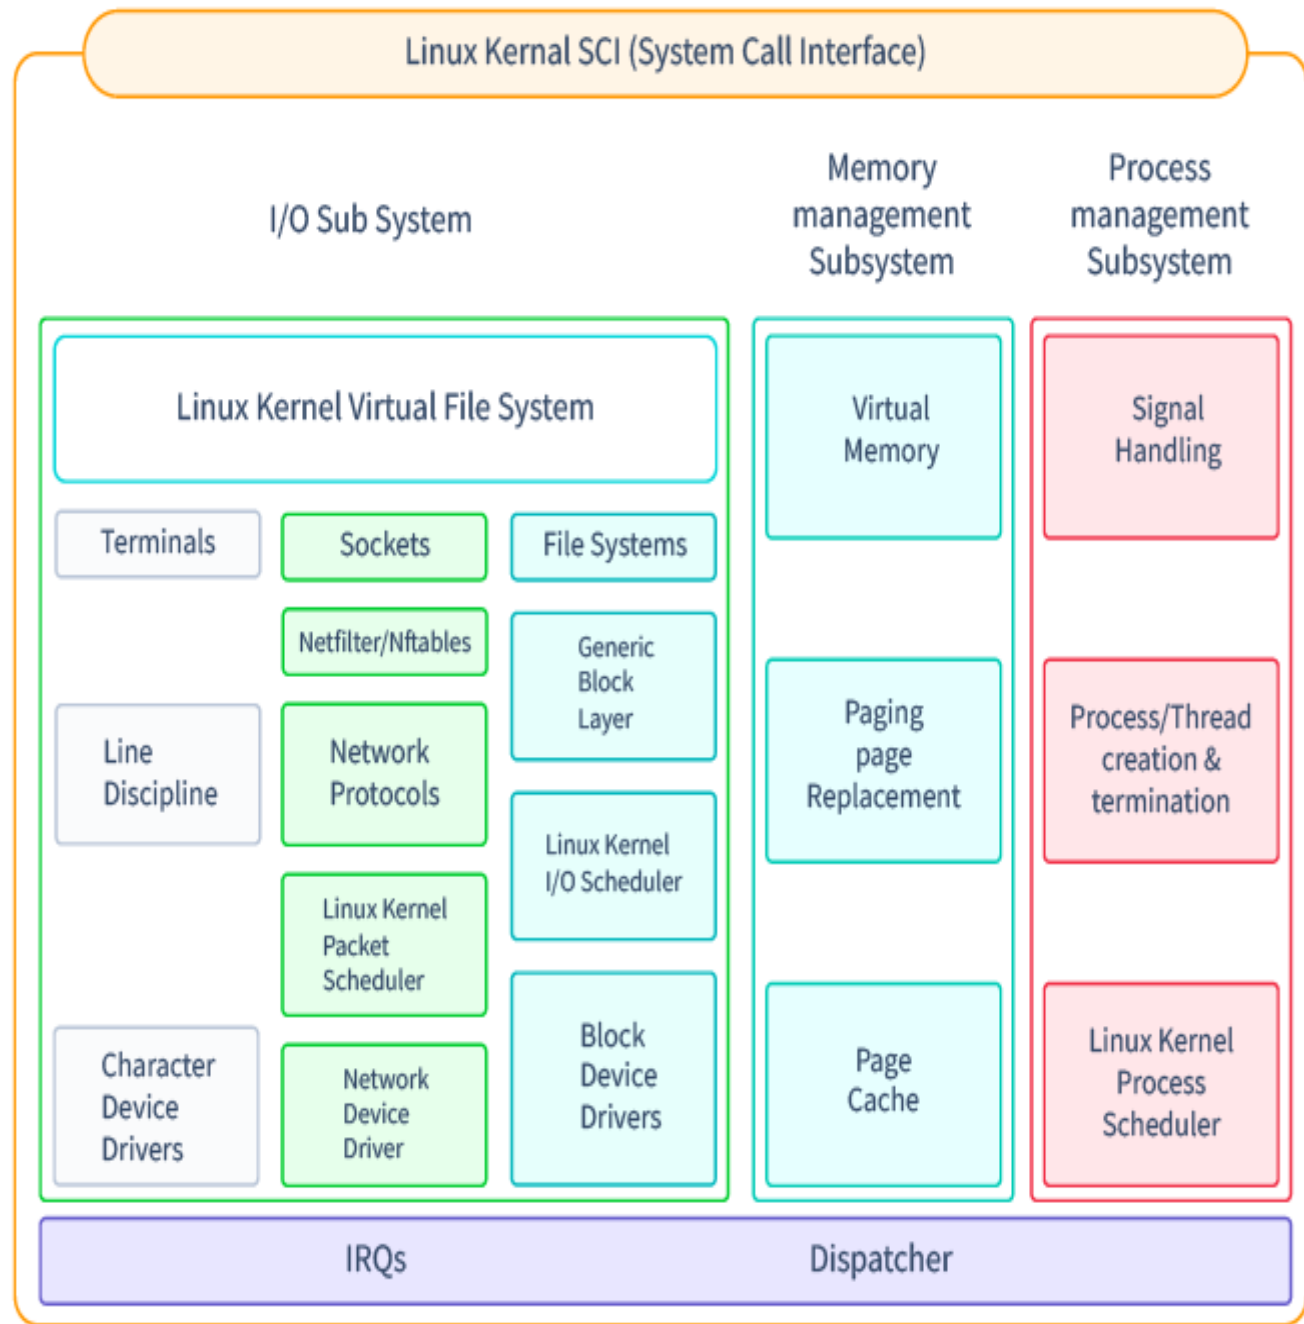 Linux Kernal SCI (System Call Interface)
I/O Sub System
Memory
management
Subsystem
Process
management
Subsystem
Linux Kernel Virtual File System
Terminals
Line
Discipline
Character
Device
Drivers
Sockets
Netfilter/Nftables
Network
Protocols
Linux Kernel
Packet
Scheduler
Network
Device
Driver
File Systems
Generic
Block
Layer
Linux Kernel
I/O Scheduler
Block
Device
Drivers
Virtual
Memory
Paging
page
Replacement
Page
Cache
Signal
Handling
Process/Thread
creation &
termination
Linux Kernel
Process
Scheduler
IRQs
Dispatcher